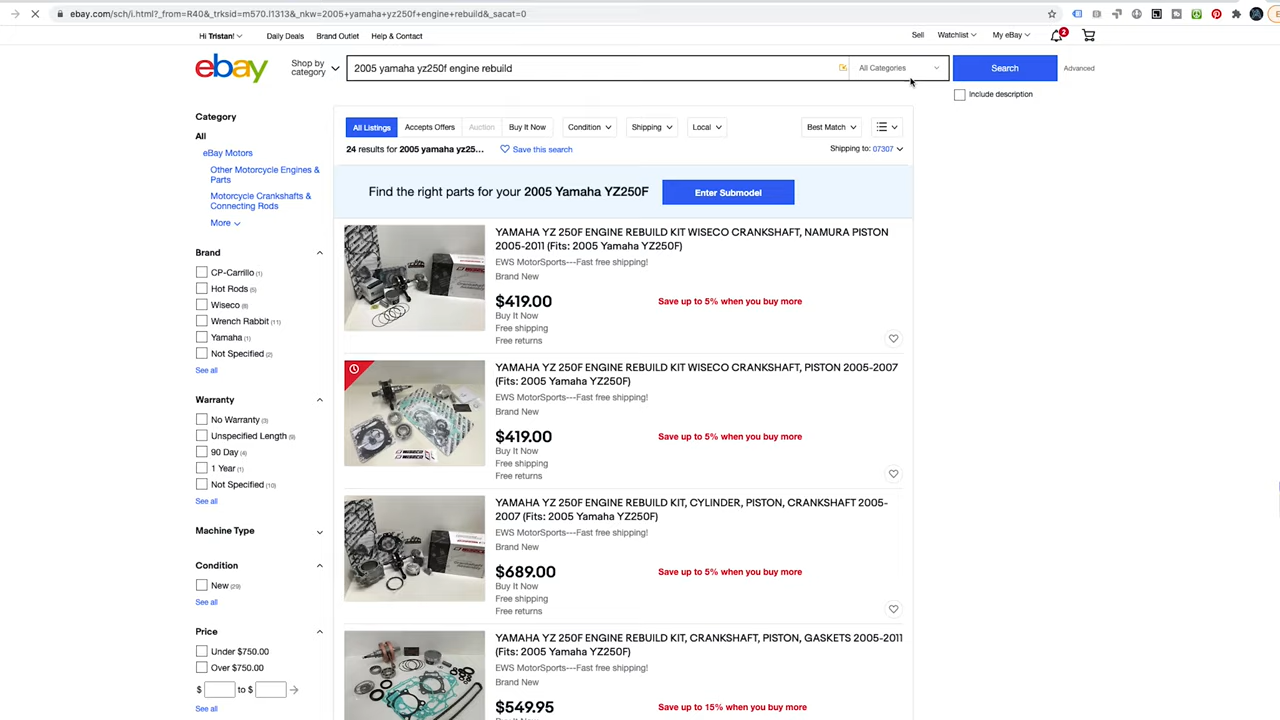 ebay.com/sch/i.html?_from=R40&_trksid=m570.l1313&_nkw=2005+yamaha+yz250f+engine+rebuild&_sacat=0
Hi Tristan!
Daily Deals
Brand Outlet
Help & Contact
Sell
Watchlist
My eBay
2
ebay
Shop by
category
2005 yamaha yz250f engine rebuild
All Categories
Search
Advanced
Include description
Category
All
eBay Motors
Other Motorcycle Engines &
Parts
Motorcycle Crankshafts &
Connecting Rods
More
Brand
CP-Carrillo (1)
Hot Rods (5)
Wiseco (8)
Wrench Rabbit (11)
Yamaha (1)
Not Specified (2)
See all
Warranty
No Warranty (3)
Unspecified Length (9)
90 Day (4)
1 Year (1)
Not Specified (10)
See all
Machine Type
Condition
New (29)
See all
Price
Under $750.00
Over $750.00
$ to $
See all
All Listings
Accepts Offers
Auction
Buy It Now
Condition
Shipping
Local
Best Match
24 results for 2005 yamaha yz25...
Save this search
Shipping to: 07307
Find the right parts for your 2005 Yamaha YZ250F
Enter Submodel
YAMAHA YZ 250F ENGINE REBUILD KIT WISECO CRANKSHAFT, NAMURA PISTON
2005-2011 (Fits: 2005 Yamaha YZ250F)
EWS MotorSports---Fast free shipping!
Brand New
$419.00
Save up to 5% when you buy more
Buy It Now
Free shipping
Free returns
YAMAHA YZ 250F ENGINE REBUILD KIT WISECO CRANKSHAFT, PISTON 2005-2007
(Fits: 2005 Yamaha YZ250F)
EWS MotorSports---Fast free shipping!
Brand New
$419.00
Save up to 5% when you buy more
Buy It Now
Free shipping
Free returns
YAMAHA YZ 250F ENGINE REBUILD KIT, CYLINDER, PISTON, CRANKSHAFT 2005-
2007 (Fits: 2005 Yamaha YZ250F)
EWS MotorSports---Fast free shipping!
Brand New
$689.00
Save up to 5% when you buy more
Buy It Now
Free shipping
Free returns
YAMAHA YZ 250F ENGINE REBUILD KIT, CRANKSHAFT, PISTON, GASKETS 2005-2011
(Fits: 2005 Yamaha YZ250F)
EWS MotorSports---Fast free shipping!
Brand New
$549.95
Save up to 15% when you buy more